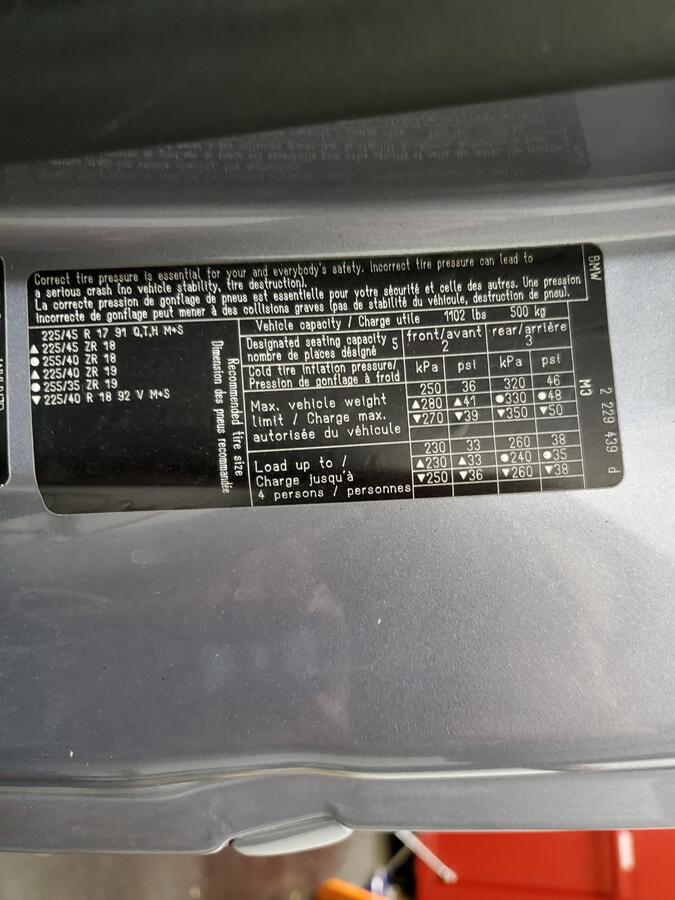 Correct tire pressure is essential for your and everybody's safety. Incorrect tire pressure can lead to
a serious crash (no vehicle stability, tire destruction).
La correcte pression de gonflage de pneus est essentielle pour votre sécurité et celle des autres. Une pression
incorrecte de gonflage peut mener à des collisions graves (pas de stabilité du véhicule, destruction de pneu).
225/45 R 17 91 Q,T,H M+S
▲ 225/45 ZR 18
● 255/40 ZR 18
▲ 225/40 ZR 19
● 255/35 ZR 19
▼ 225/40 R 18 92 V M+S
Recommended tire size
Dimension des pneus recommandée
Vehicle capacity / Charge utile 1102 lbs 500 kg
Designated seating capacity 5
nombre de places désigné
front/avant
2
rear/arrière
3
Cold tire inflation pressure/
Pression de gonflage à froid
kPa psi kPa psi
Max. vehicle weight
limit / Charge max.
autorisée du véhicule
250 36 320 46
▲280 ▲41 ●330 ●48
▼270 ▼39 ▼350 ▼50
Load up to /
Charge jusqu'à
4 persons / personnes
230 33 260 38
▲230 ▲33 ●240 ●35
▼250 ▼36 ▼260 ▼38
BMW
M3
2 229 439 d